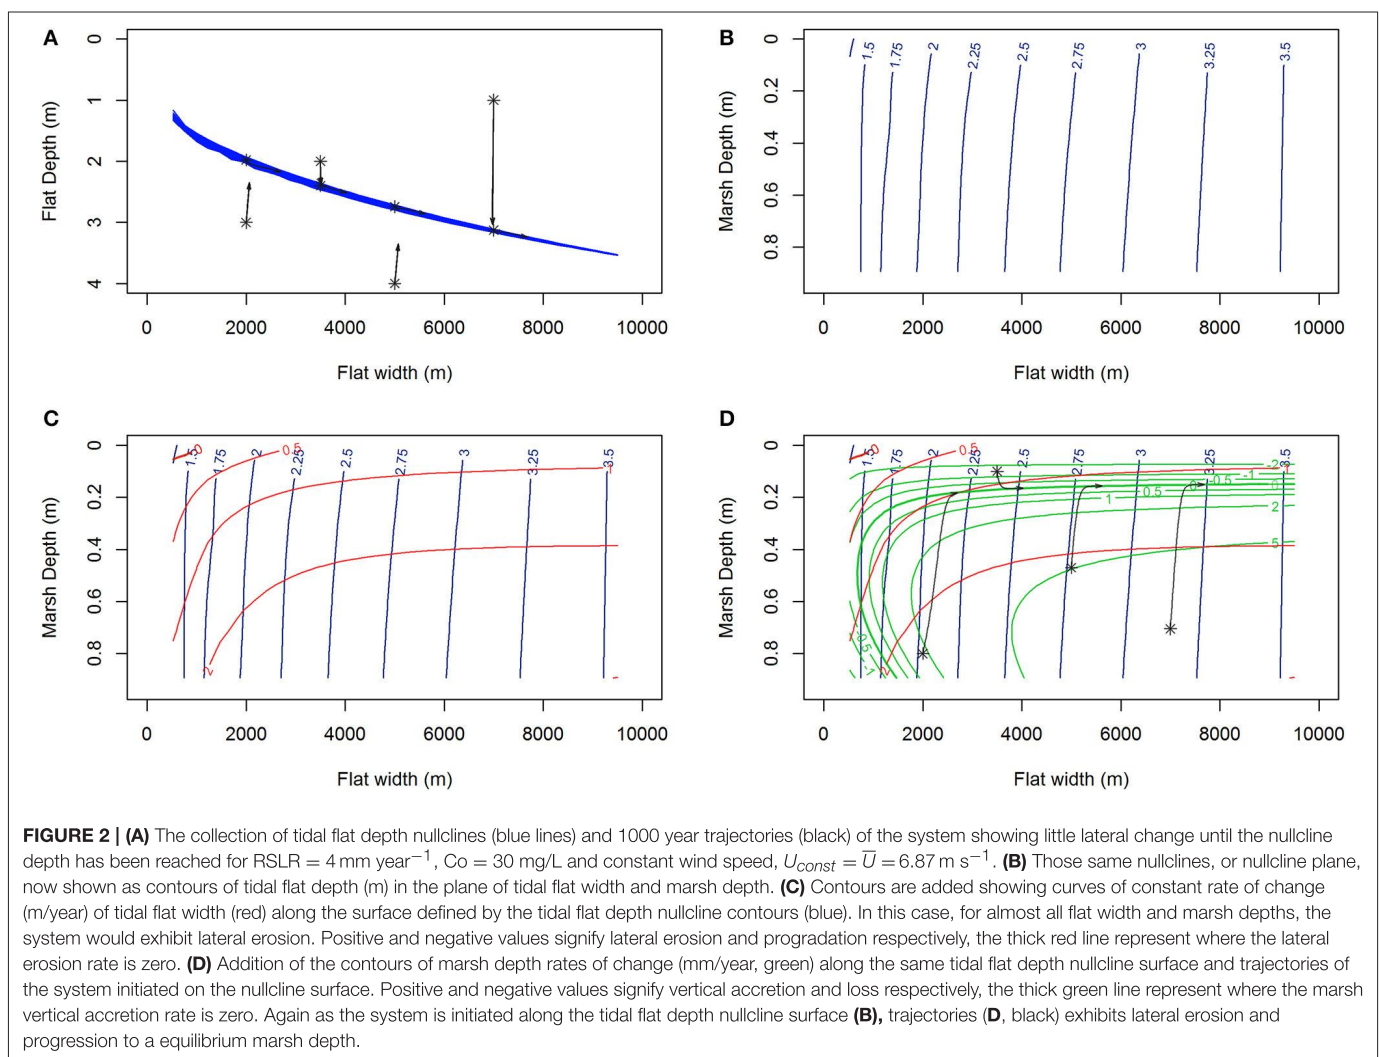 A
0
1
2
3
4
Flat Depth (m)
0 2000 4000 6000 8000 10000
Flat width (m)
B
0
0.2
0.4
0.6
0.8
Marsh Depth (m)
1.5 1.75 2 2.25 2.5 2.75 3 3.25 3.5
0 2000 4000 6000 8000 10000
Flat width (m)
C
0
0.2
0.4
0.6
0.8
Marsh Depth (m)
1.5 1.75 2 2.25 2.5 2.75 3 3.25 3.5
0 0.5 1 2
0 2000 4000 6000 8000 10000
Flat width (m)
D
0
0.2
0.4
0.6
0.8
Marsh Depth (m)
1.5 1.75 2 2.25 2.5 2.75 3 3.25 3.5
0 0.5
-2 -1 -0.5 0 0.5 1 2 5
-0.5 -1
0 2000 4000 6000 8000 10000
Flat width (m)
FIGURE 2 | (A) The collection of tidal flat depth nullclines (blue lines) and 1000 year trajectories (black) of the system showing little lateral change until the nullcline
depth has been reached for RSLR = 4 mm year−1, Co = 30 mg/L and constant wind speed, Uconst = U̅ = 6.87 m s−1. (B) Those same nullclines, or nullcline plane,
now shown as contours of tidal flat depth (m) in the plane of tidal flat width and marsh depth. (C) Contours are added showing curves of constant rate of change
(m/year) of tidal flat width (red) along the surface defined by the tidal flat depth nullcline contours (blue). In this case, for almost all flat width and marsh depths, the
system would exhibit lateral erosion. Positive and negative values signify lateral erosion and progradation respectively, the thick red line represent where the lateral
erosion rate is zero. (D) Addition of the contours of marsh depth rates of change (mm/year, green) along the same tidal flat depth nullcline surface and trajectories of
the system initiated on the nullcline surface. Positive and negative values signify vertical accretion and loss respectively, the thick green line represent where the marsh
vertical accretion rate is zero. Again as the system is initiated along the tidal flat depth nullcline surface (B), trajectories (D, black) exhibits lateral erosion and
progression to a equilibrium marsh depth.